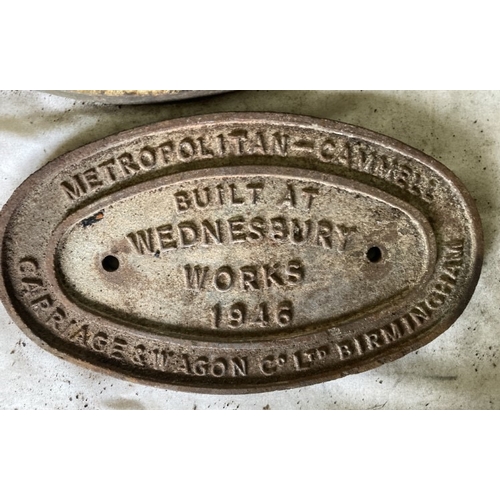 METROPOLITAN-CAMMELL
BUILT AT
WEDNESBURY
WORKS
1946
CARRIAGE & WAGON Co LTD BIRMINGHAM